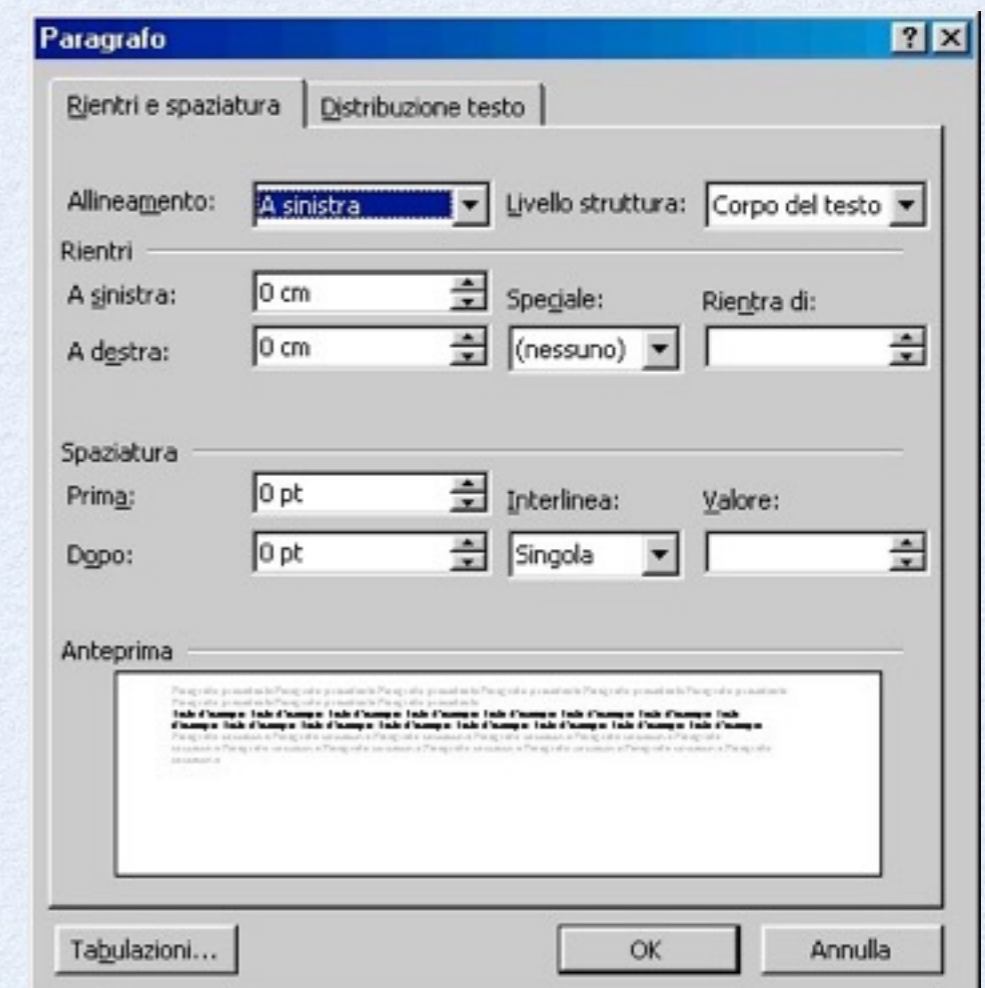 Paragrafo
Rientri e spaziatura Distribuzione testo
Allineamento: A sinistra Livello struttura: Corpo del testo
Rientri
A sinistra: 0 cm Speciale: Rientra di:
A destra: 0 cm (nessuno)
Spaziatura
Prima: 0 pt Interlinea: Valore:
Dopo: 0 pt Singola
Anteprima
Tabulazioni... OK Annulla